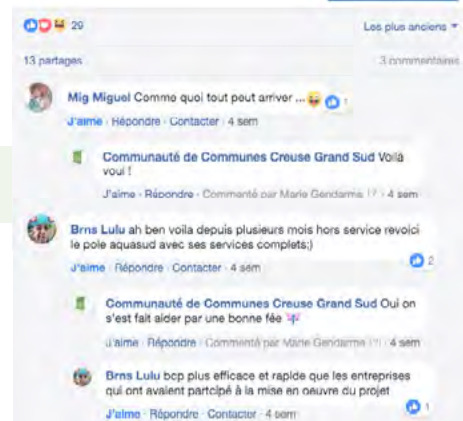 29
Les plus anciens
13 partages
3 commentaires
Mig Miguel Comme quoi tout peut arriver ... 1
J'aime · Répondre · Contacter · 4 sem
Communauté de Communes Creuse Grand Sud Voilà
voui !
J'aime · Répondre · Commenté par Marie Gendarme · 4 sem
Brns Lulu ah ben voila depuis plusieurs mois hors service revoici
le pole aquasud avec ses services complets;)
2
J'aime · Répondre · Contacter · 4 sem
Communauté de Communes Creuse Grand Sud Oui on
s'est fait aider par une bonne fée
J'aime · Répondre · Commenté par Marie Gendarme · 4 sem
Brns Lulu bcp plus efficace et rapide que les entreprises
qui ont avaient partcipé à la mise en oeuvre du projet
1
J'aime · Répondre · Contacter · 4 sem